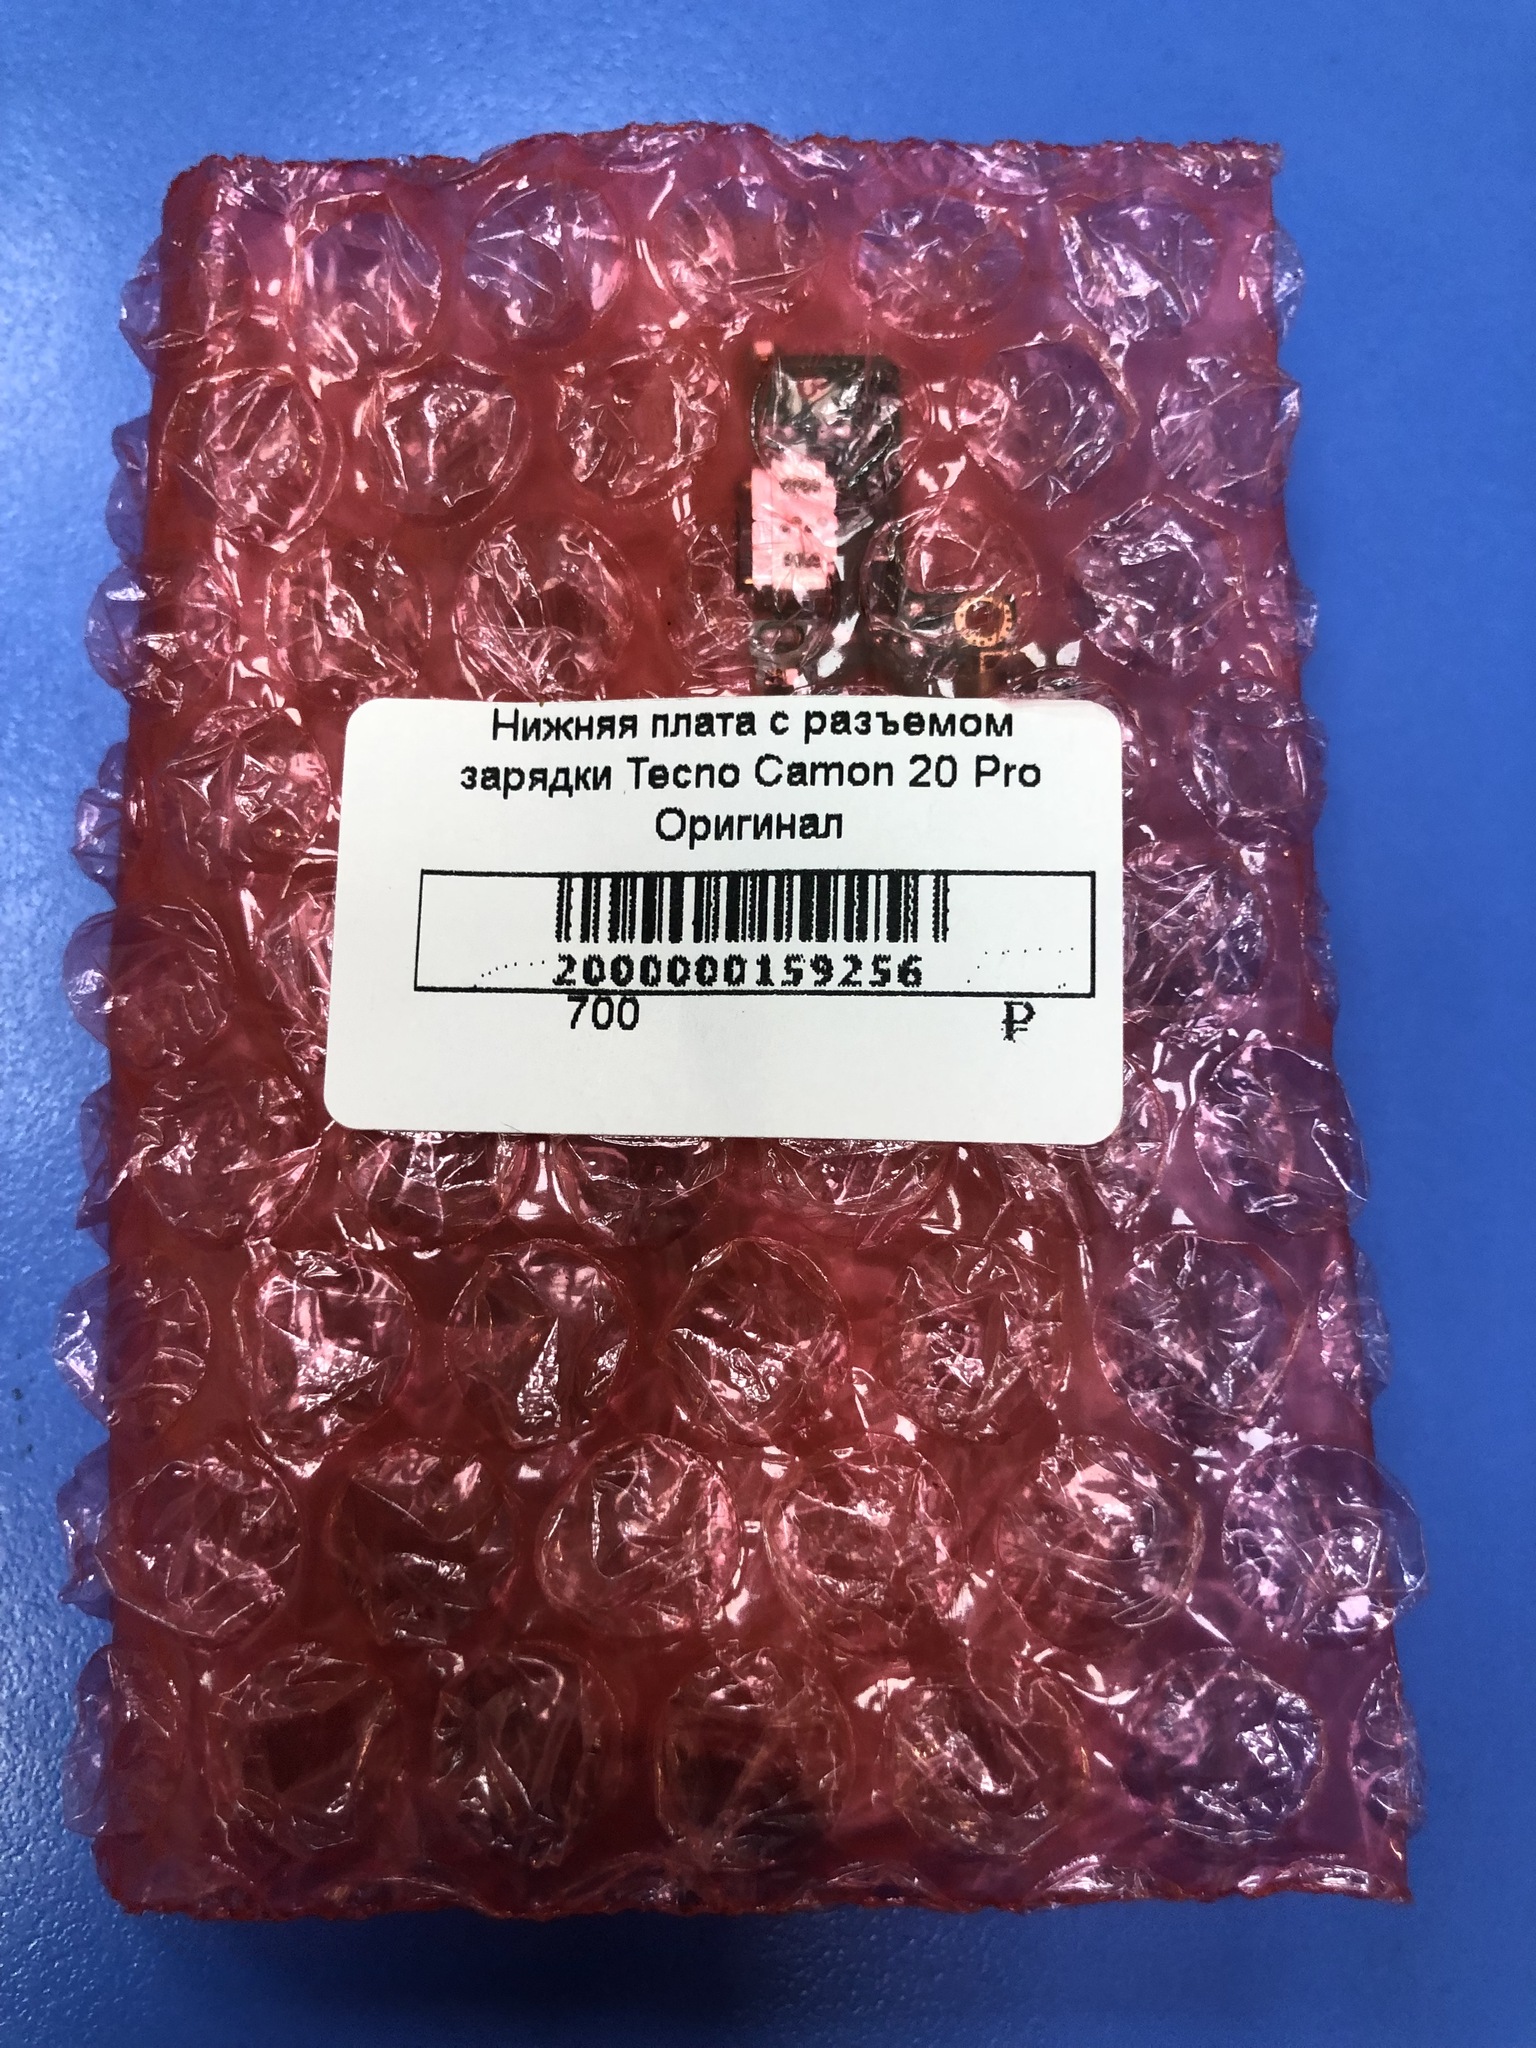 Нижняя плата с разъемом
зарядки Tecno Camon 20 Pro
Оригинал
2000000159256
700 ₽